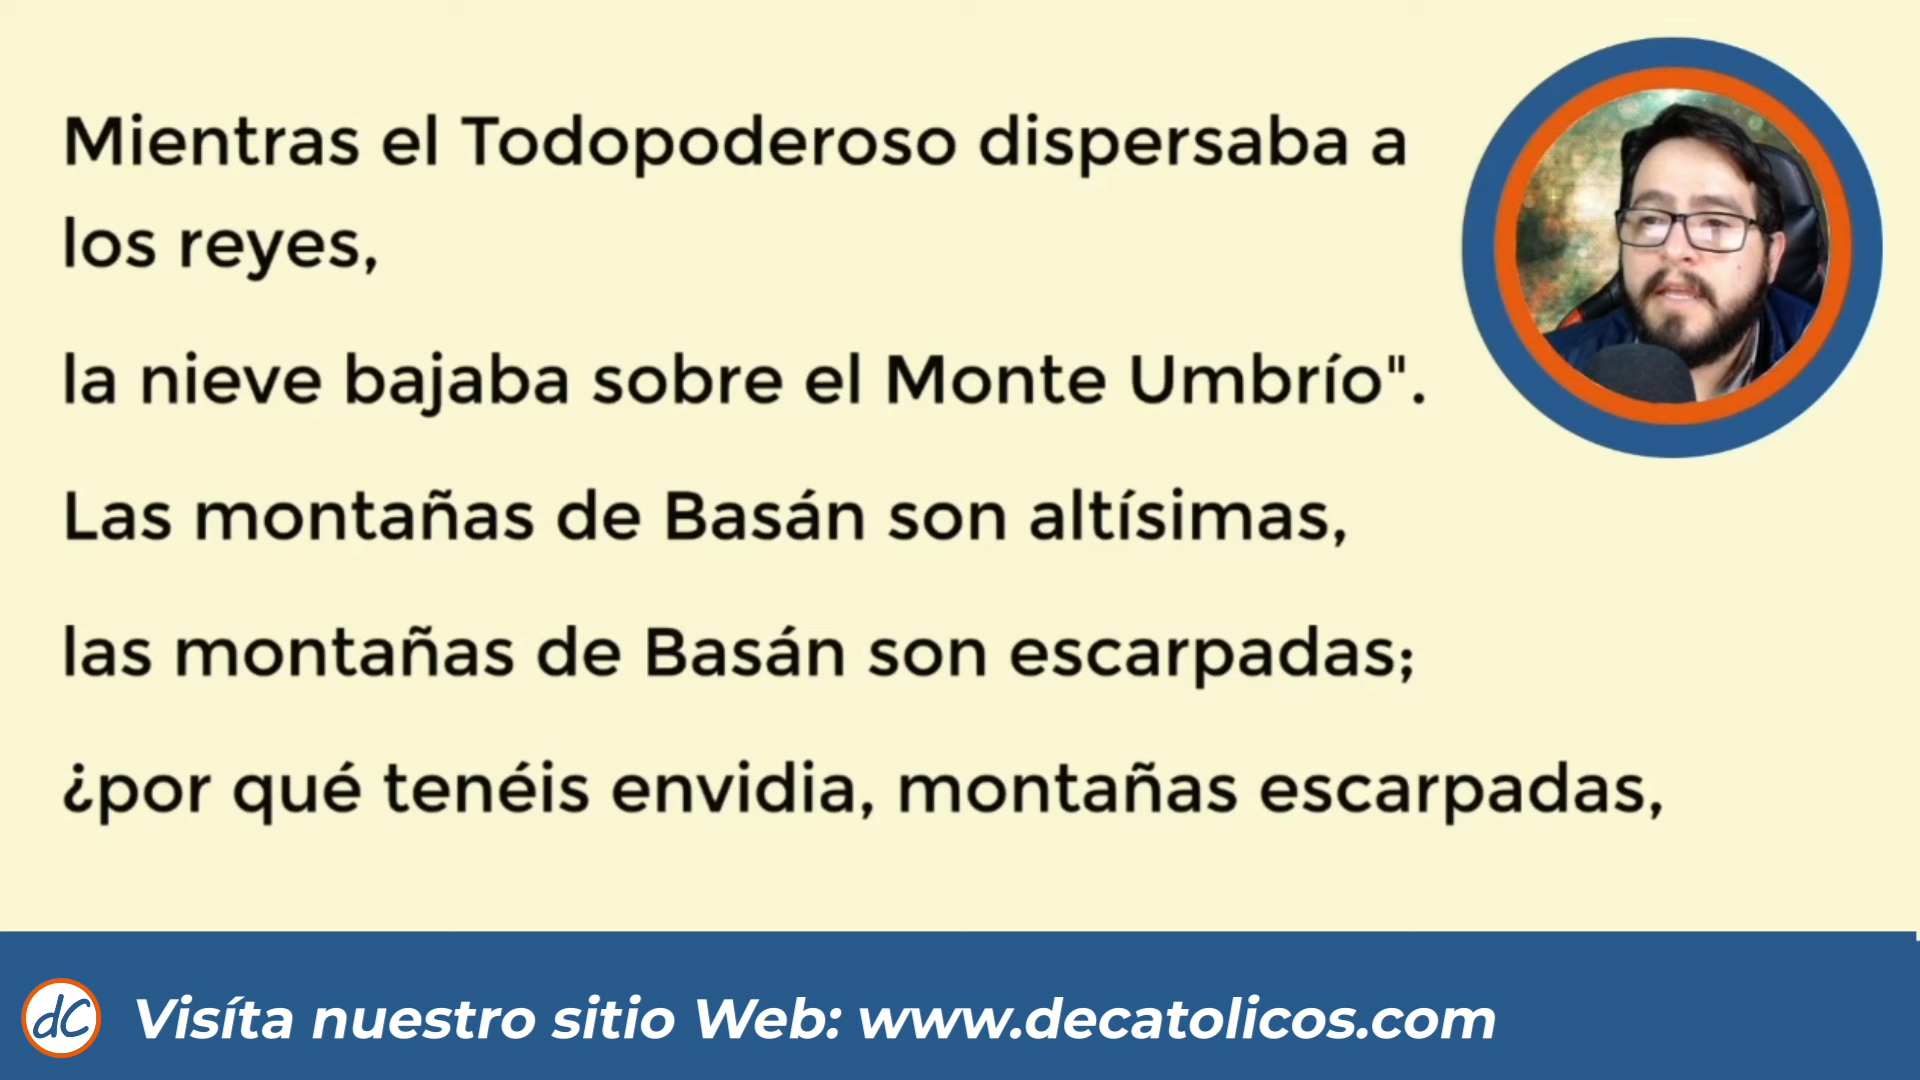 Mientras el Todopoderoso dispersaba a
los reyes,
la nieve bajaba sobre el Monte Umbrío".
Las montañas de Basán son altísimas,
las montañas de Basán son escarpadas;
¿por qué tenéis envidia, montañas escarpadas,
dC
Visíta nuestro sitio Web: www.decatolicos.com